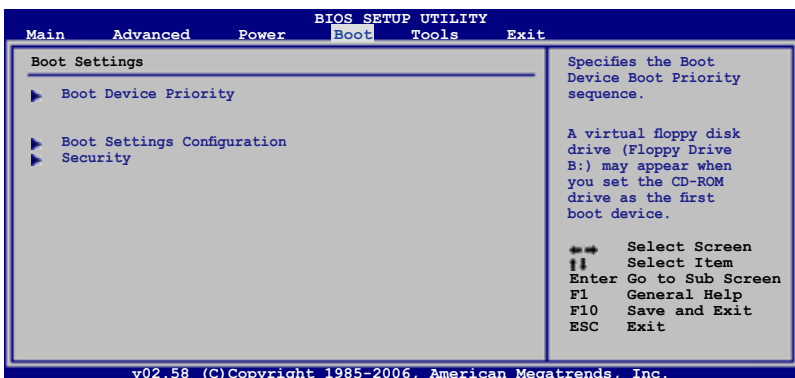 BIOS SETUP UTILITY
Main Advanced Power Boot Tools Exit
Boot Settings
Boot Device Priority
Boot Settings Configuration
Security
Specifies the Boot
Device Boot Priority
sequence.
A virtual floppy disk
drive (Floppy Drive
B:) may appear when
you set the CD-ROM
drive as the first
boot device.
Select Screen
Select Item
Enter Go to Sub Screen
F1 General Help
F10 Save and Exit
ESC Exit
v02.58 (C)Copyright 1985-2006, American Megatrends, Inc.